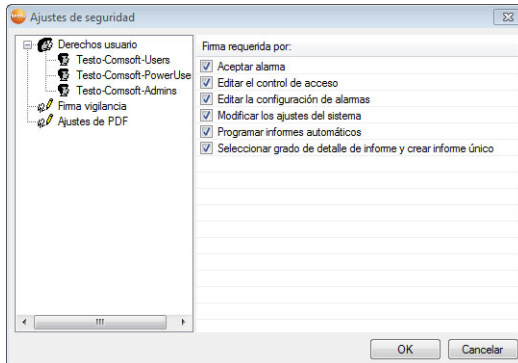 Ajustes de seguridad
Derechos usuario
Testo-Comsoft-Users
Testo-Comsoft-PowerUse
Testo-Comsoft-Admins
Firma vigilancia
Ajustes de PDF
Firma requerida por:
Aceptar alarma
Editar el control de acceso
Editar la configuración de alarmas
Modificar los ajustes del sistema
Programar informes automáticos
Seleccionar grado de detalle de informe y crear informe único
OK
Cancelar